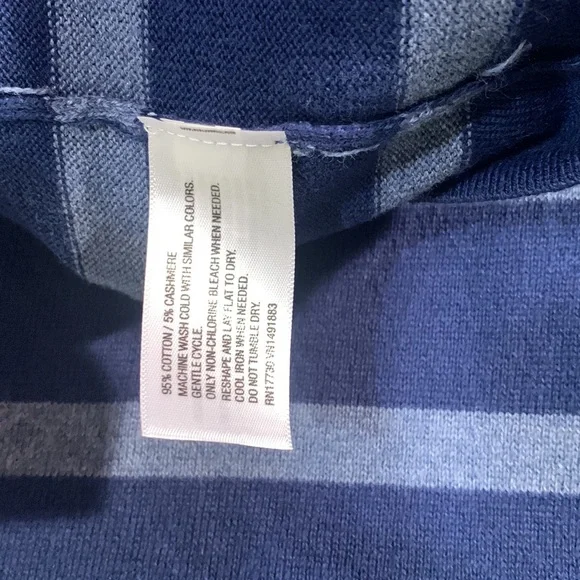 95% COTTON / 5% CASHMERE
MACHINE WASH COLD WITH SIMILAR COLORS.
GENTLE CYCLE.
ONLY NON-CHLORINE BLEACH WHEN NEEDED.
RESHAPE AND LAY FLAT TO DRY.
COOL IRON WHEN NEEDED.
DO NOT TUMBLE DRY.
RN17730 VN1491883